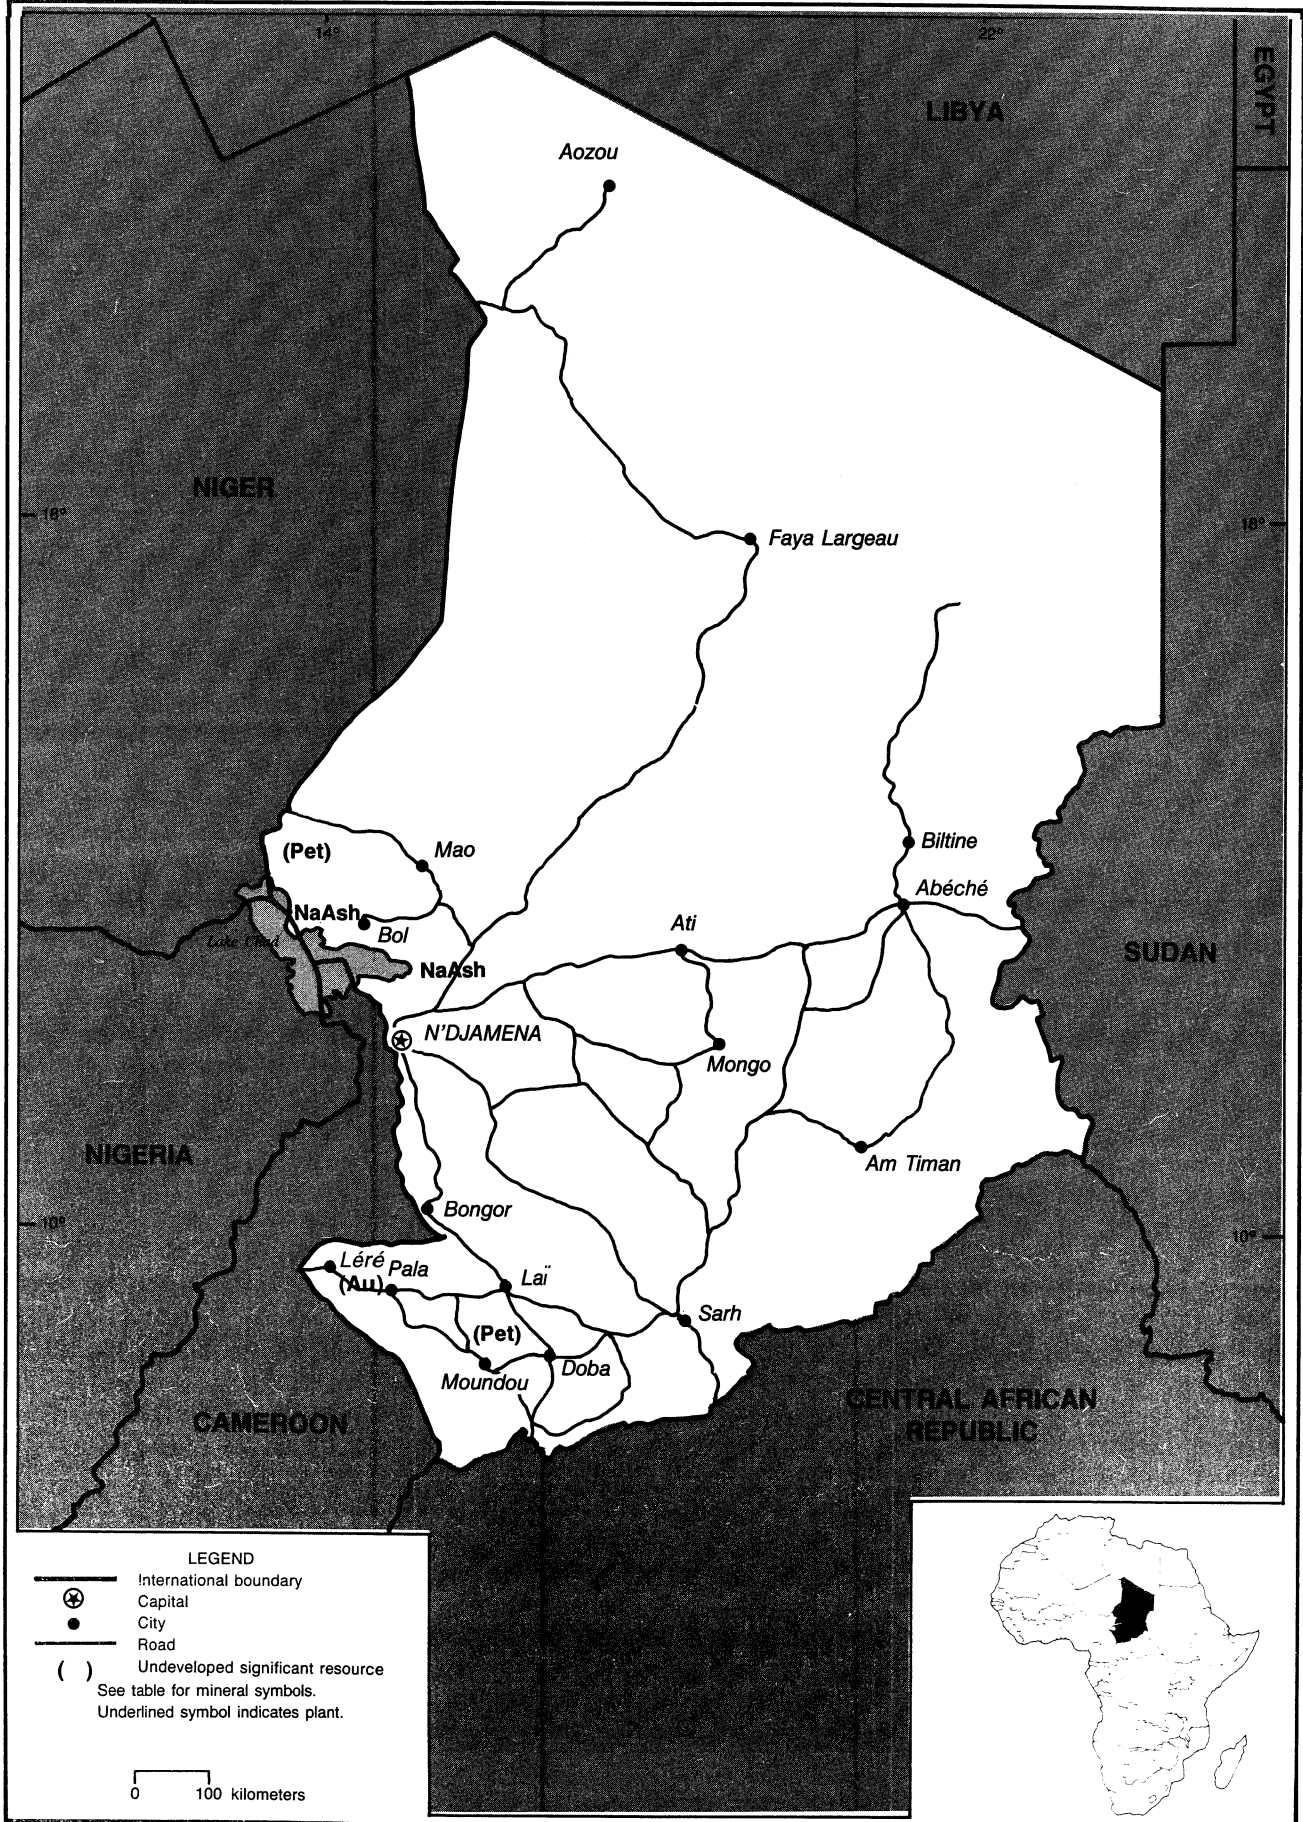 14°
22°
EGYPT
LIBYA
Aozou
NIGER
18°
18°
Faya Largeau
Biltine
(Pet)
Mao
Abéché
NaAsh
Bol
Ati
Lake Chad
SUDAN
NaAsh
N'DJAMENA
Mongo
NIGERIA
Am Timan
Bongor
10°
10°
Léré
Pala
(Au)
Laï
Sarh
(Pet)
Doba
Moundou
CAMEROON
CENTRAL AFRICAN
REPUBLIC
LEGEND
International boundary
Capital
City
Road
( ) Undeveloped significant resource
See table for mineral symbols.
Underlined symbol indicates plant.
0 100 kilometers